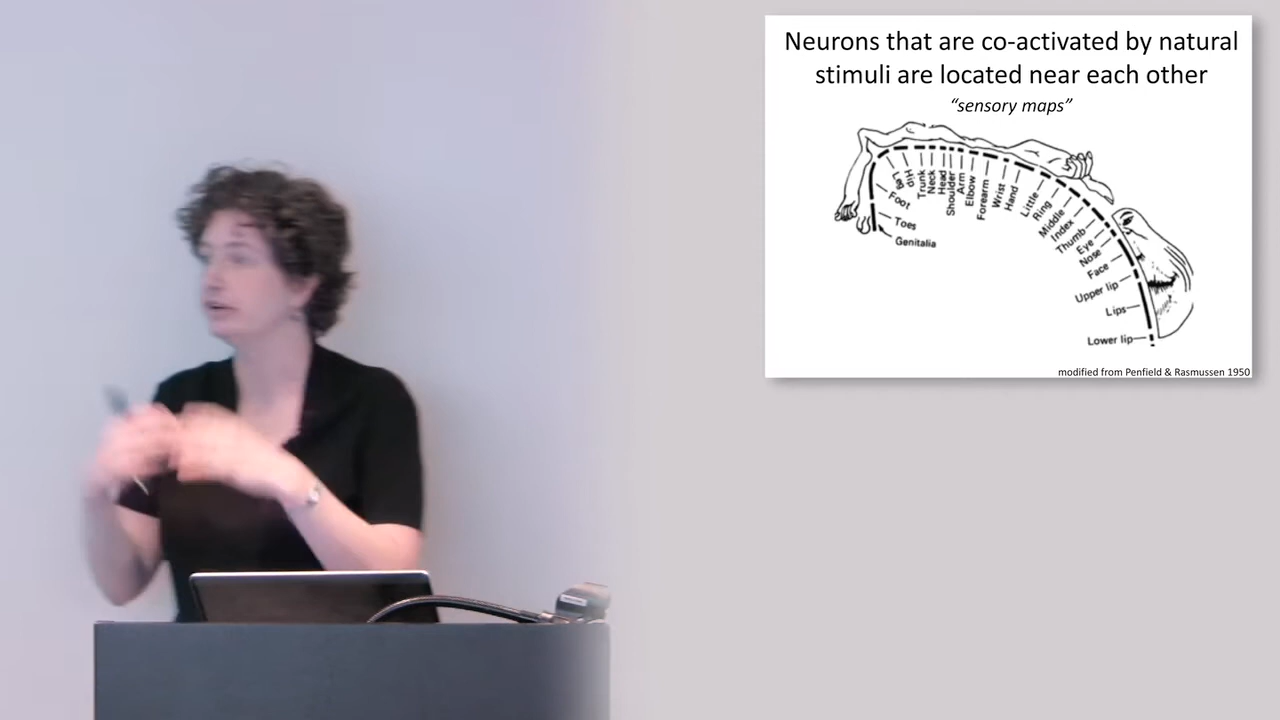 Neurons that are co-activated by natural
stimuli are located near each other
“sensory maps”
Leg
Hip
Trunk
Neck
Head
Shoulder
Arm
Elbow
Forearm
Wrist
Hand
Little
Ring
Middle
Index
Thumb
Eye
Nose
Face
Upper lip
Lips
Lower lip
Foot
Toes
Genitalia
modified from Penfield & Rasmussen 1950